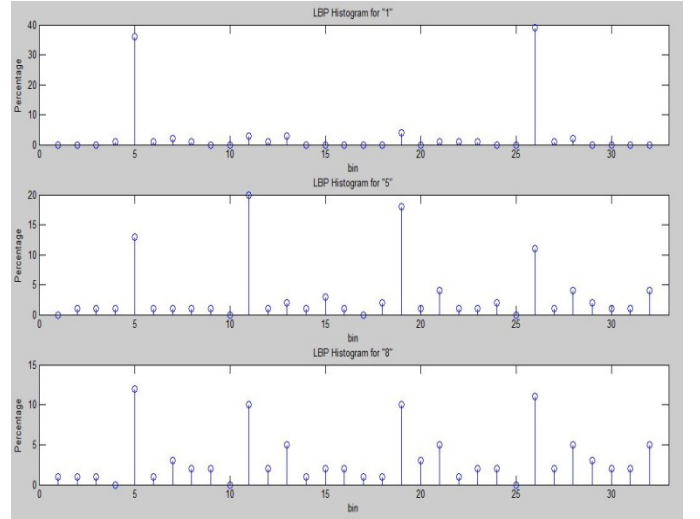 LBP Histogram for "1"
40
30
20
10
0
Percentage
0 5 10 15 20 25 30
bin
LBP Histogram for "5"
20
15
10
5
0
Percentage
0 5 10 15 20 25 30
bin
LBP Histogram for "8"
15
10
5
0
Percentage
0 5 10 15 20 25 30
bin